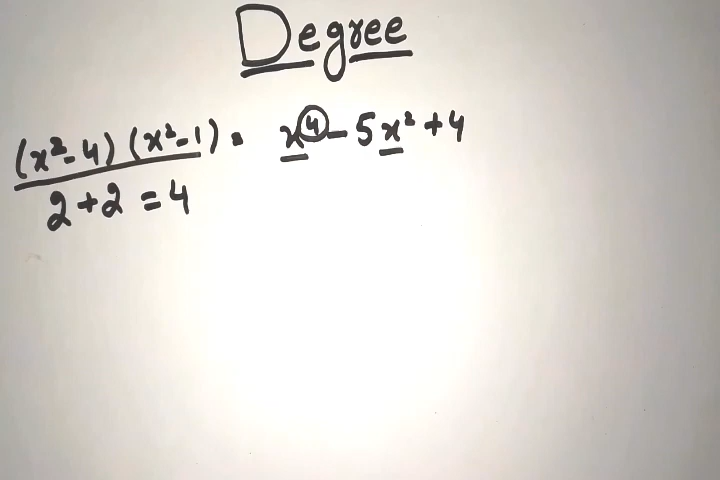 Degree
(x²-4) (x²-1) = x⁴ - 5x² + 4
2+2 = 4